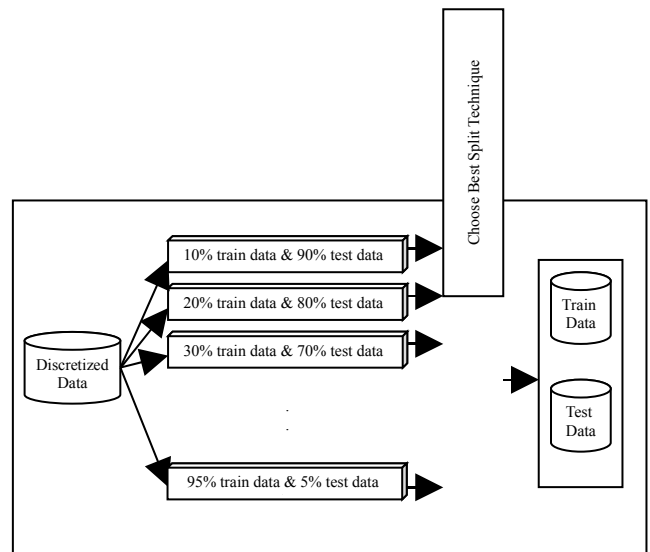 Choose Best Split Technique
10% train data & 90% test data
20% train data & 80% test data
30% train data & 70% test data
.
.
95% train data & 5% test data
Discretized
Data
Train
Data
Test
Data